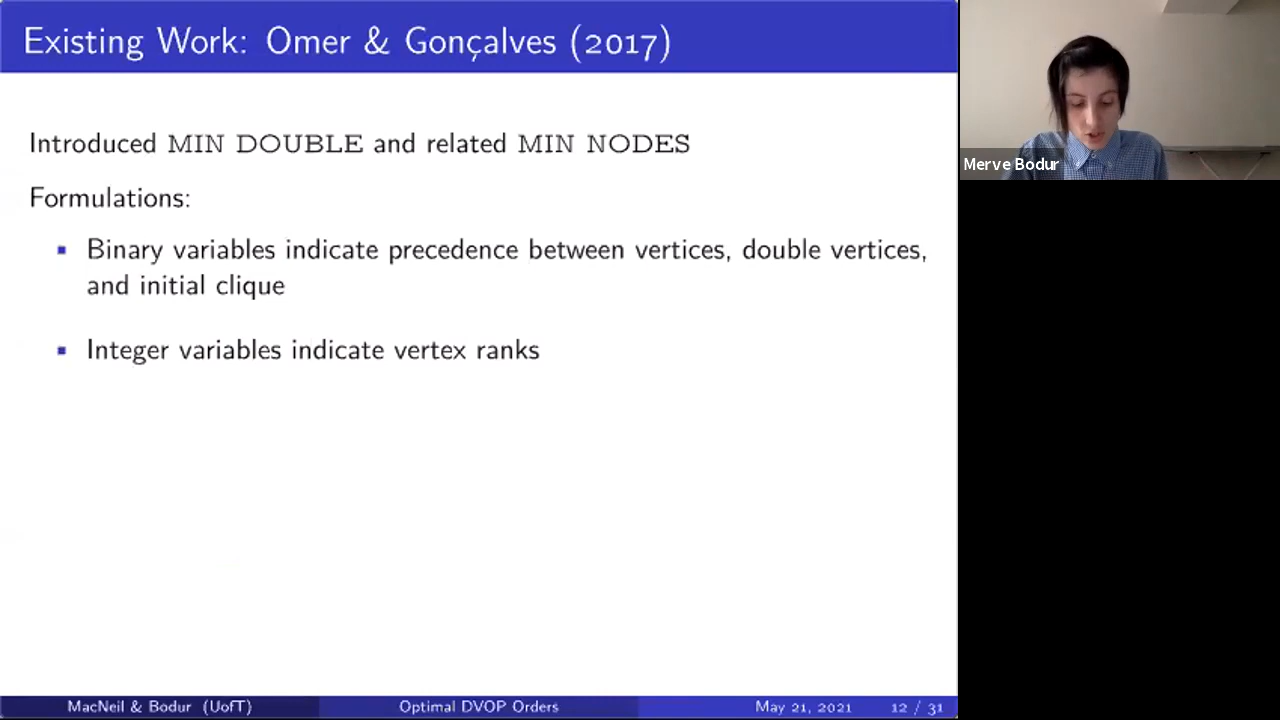 Existing Work: Omer & Gonçalves (2017)
Merve Bodur
Introduced MIN DOUBLE and related MIN NODES
Formulations:
Binary variables indicate precedence between vertices, double vertices,
and initial clique
Integer variables indicate vertex ranks
MacNeil & Bodur (UofT)
Optimal DVOP Orders
May 21, 2021
12 / 31